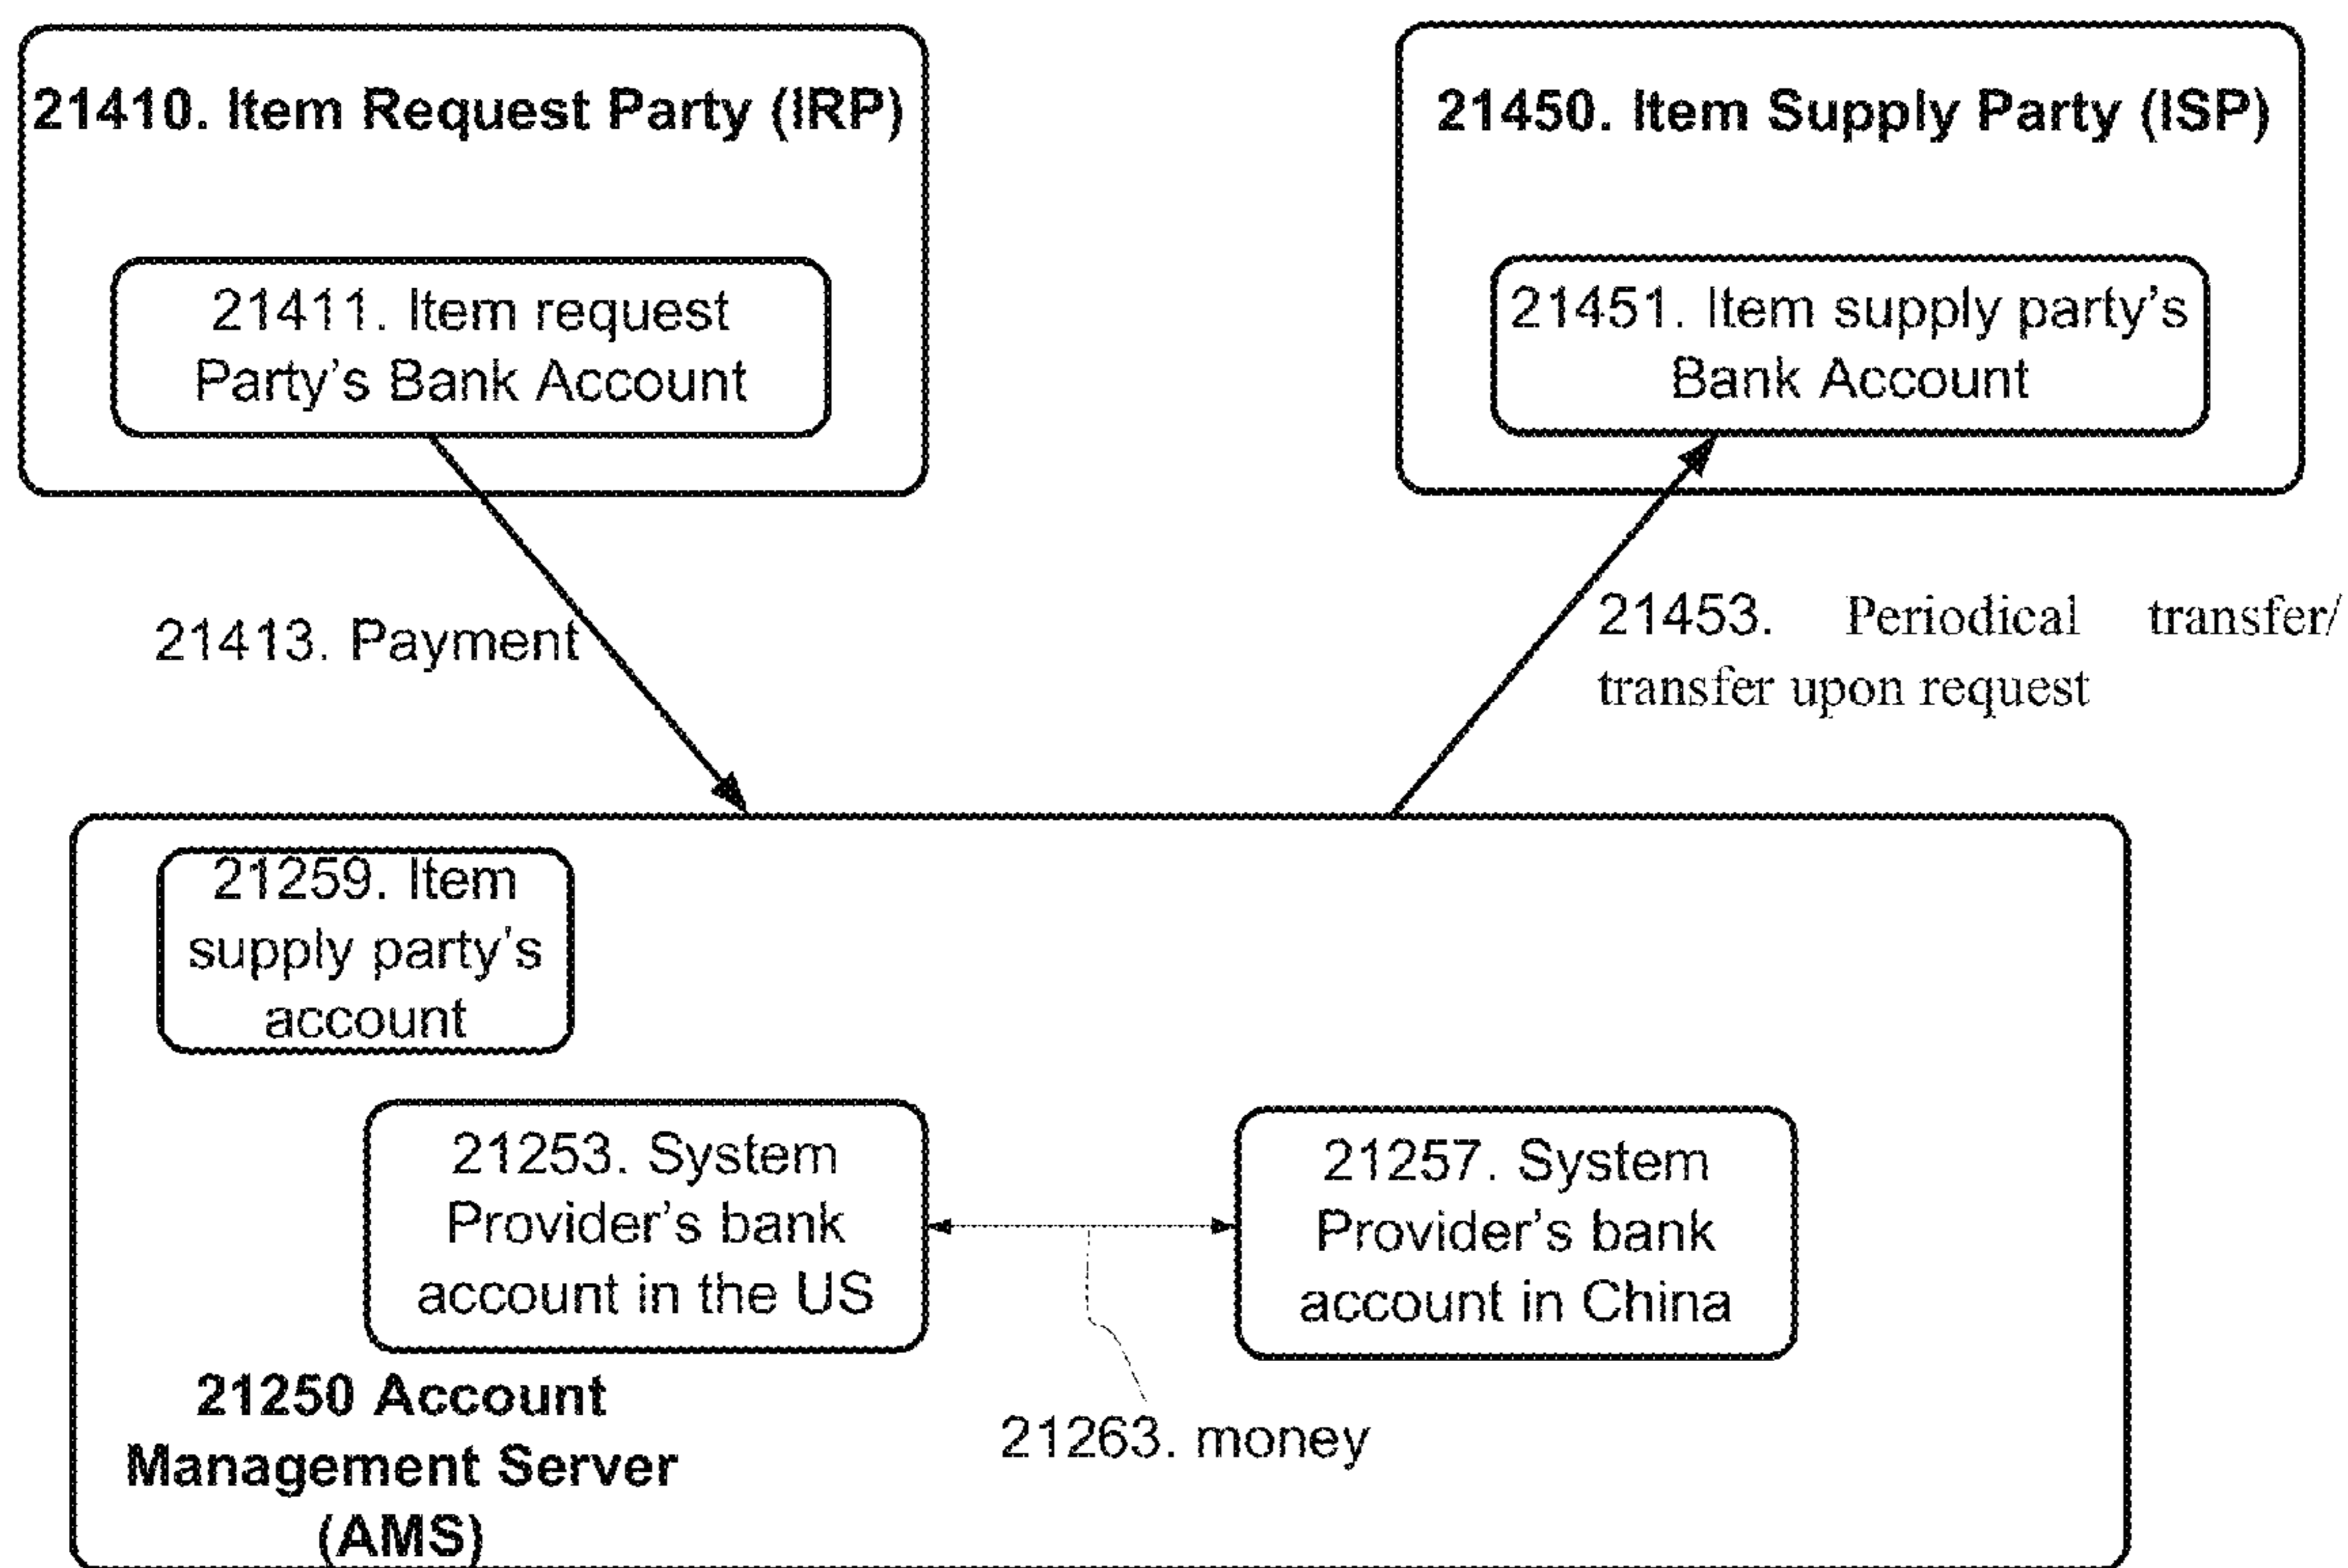 21410. Item Request Party (IRP)
21411. Item request
Party's Bank Account
21450. Item Supply Party (ISP)
21451. Item supply party's
Bank Account
21413. Payment
21453. Periodical transfer/
transfer upon request
21259. Item
supply party's
account
21253. System
Provider's bank
account in the US
21257. System
Provider's bank
account in China
21263. money
21250 Account
Management Server
(AMS)